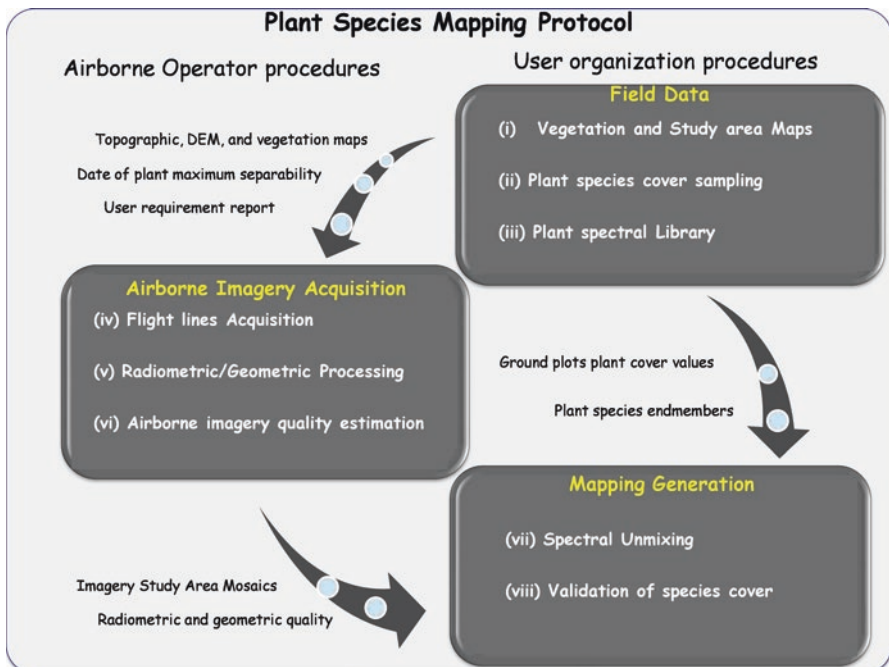 Plant Species Mapping Protocol
Airborne Operator procedures
User organization procedures
Field Data
(i) Vegetation and Study area Maps
(ii) Plant species cover sampling
(iii) Plant spectral Library
Topographic, DEM, and vegetation maps
Date of plant maximum separability
User requirement report
Airborne Imagery Acquisition
(iv) Flight lines Acquisition
(v) Radiometric/Geometric Processing
(vi) Airborne imagery quality estimation
Ground plots plant cover values
Plant species endmembers
Mapping Generation
(vii) Spectral Unmixing
(viii) Validation of species cover
Imagery Study Area Mosaics
Radiometric and geometric quality